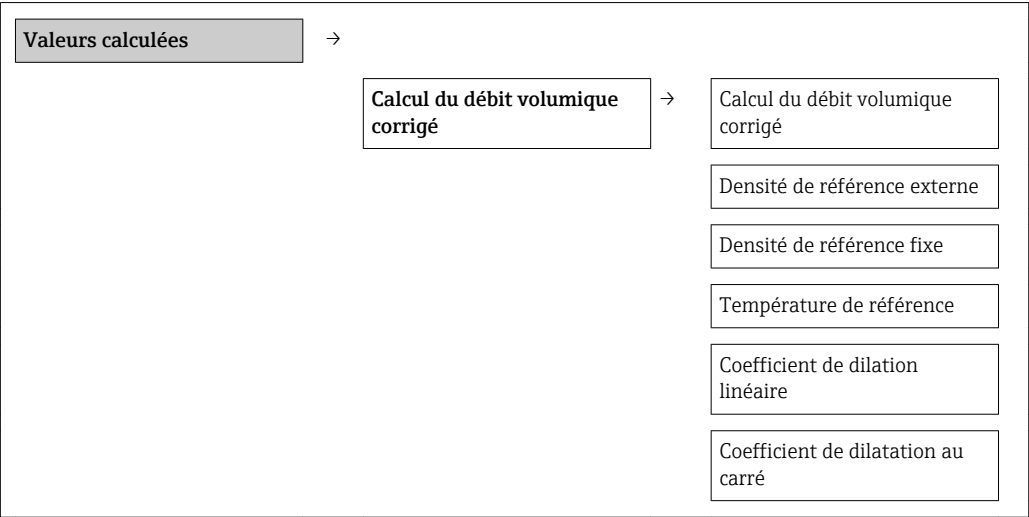 Valeurs calculées →
Calcul du débit volumique
corrigé
→
Calcul du débit volumique
corrigé
Densité de référence externe
Densité de référence fixe
Température de référence
Coefficient de dilation
linéaire
Coefficient de dilatation au
carré